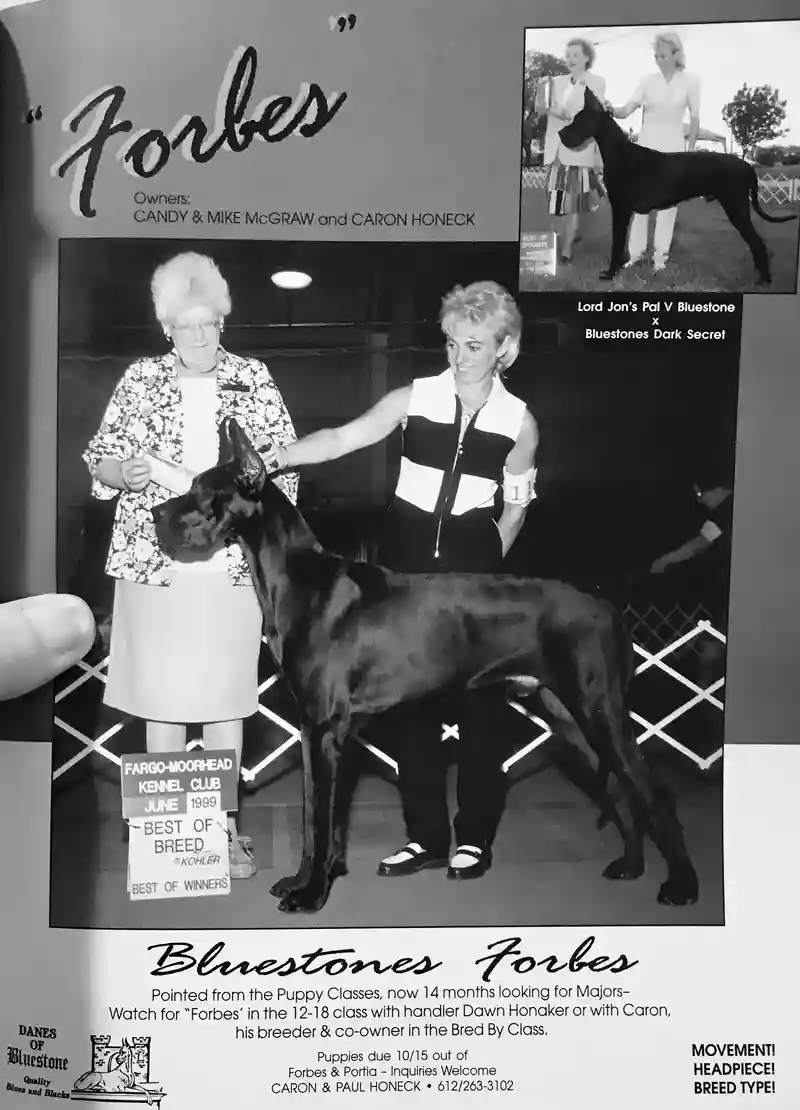 "Forbes"
Owners:
CANDY & MIKE McGRAW and CARON HONECK
BEST OF
Lord Jon's Pal V Bluestone
x
Bluestones Dark Secret
1
FARGO-MOORHEAD
KENNEL CLUB
JUNE 1999
BEST OF
BREED
KOHLER
BEST OF WINNERS
Bluestones Forbes
Pointed from the Puppy Classes, now 14 months looking for Majors–
Watch for "Forbes' in the 12-18 class with handler Dawn Honaker or with Caron,
his breeder & co-owner in the Bred By Class.
Puppies due 10/15 out of
Forbes & Portia - Inquiries Welcome
CARON & PAUL HONECK • 612/263-3102
DANES
OF
Bluestone
Quality
Blues and Blacks
MOVEMENT!
HEADPIECE!
BREED TYPE!